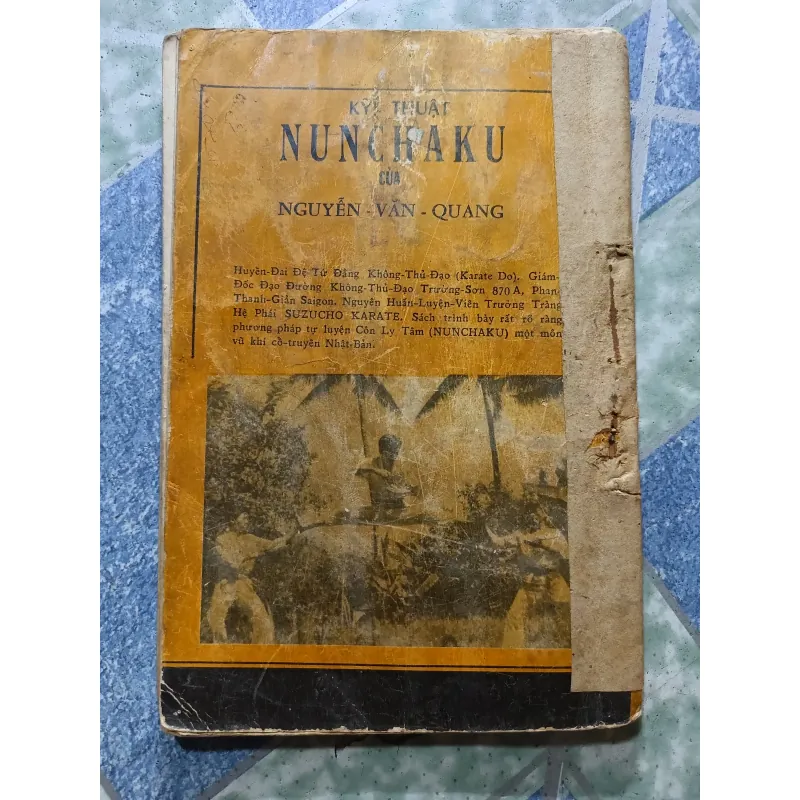 KỸ THUẬT
NUNCHAKU
CỦA
NGUYỄN - VĂN - QUANG
Huyền-Đai Đệ-Tứ Đẳng Không-Thủ-Đạo (Karate Do), Giám-
Đốc Đạo Đường Không-Thủ-Đạo Trường-Sơn 870A, Phan
Thanh-Giản Saigon. Nguyên Huấn-Luyện-Viên Trưởng Tràng
Hệ Phái SUZUCHO KARATE. Sách trình bày rất rõ ràng
phương pháp tự luyện Côn Ly Tâm (NUNCHAKU) một môn
vũ khí cổ-truyền Nhật-Bản.